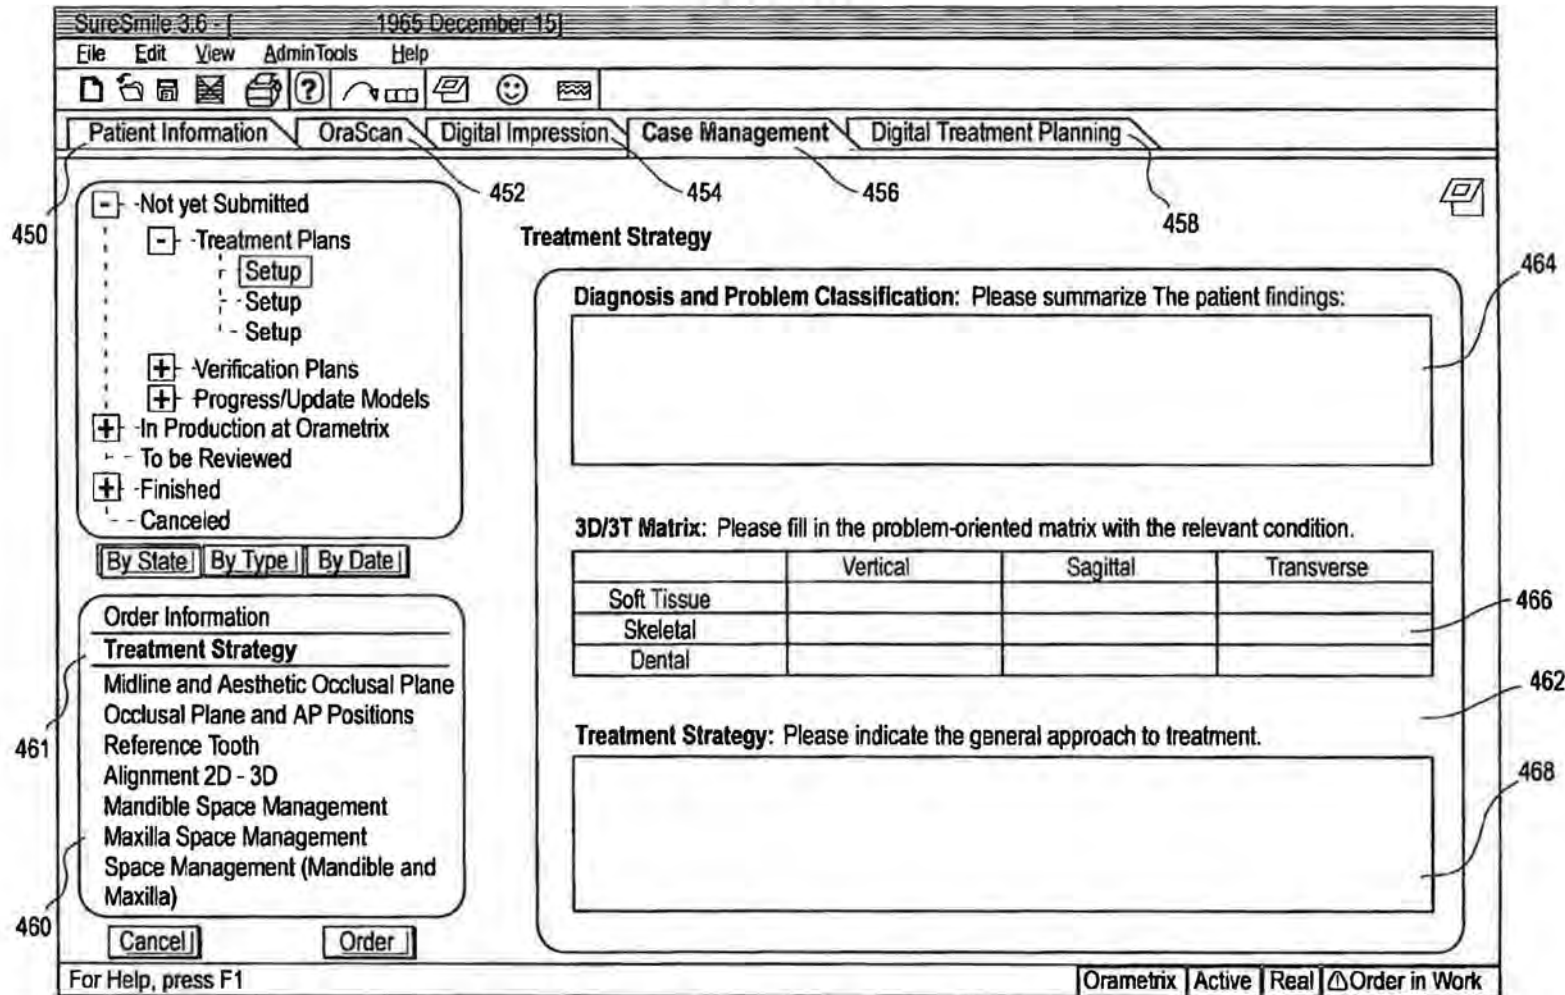 SureSmile 3.6 - [ 1965 December 15]
File Edit View AdminTools Help
?
Patient Information OraScan Digital Impression Case Management Digital Treatment Planning
450
452
454
456
458
Not yet Submitted
Treatment Plans
Setup
Setup
Setup
Verification Plans
Progress/Update Models
In Production at Orametrix
To be Reviewed
Finished
Canceled
By State By Type By Date
Order Information
Treatment Strategy
Midline and Aesthetic Occlusal Plane
Occlusal Plane and AP Positions
Reference Tooth
Alignment 2D - 3D
Mandible Space Management
Maxilla Space Management
Space Management (Mandible and
Maxilla)
461
460
Cancel Order
Treatment Strategy
Diagnosis and Problem Classification: Please summarize The patient findings:
464
3D/3T Matrix: Please fill in the problem-oriented matrix with the relevant condition.
Vertical Sagittal Transverse
Soft Tissue
Skeletal
Dental
466
462
Treatment Strategy: Please indicate the general approach to treatment.
468
For Help, press F1
Orametrix Active Real Order in Work